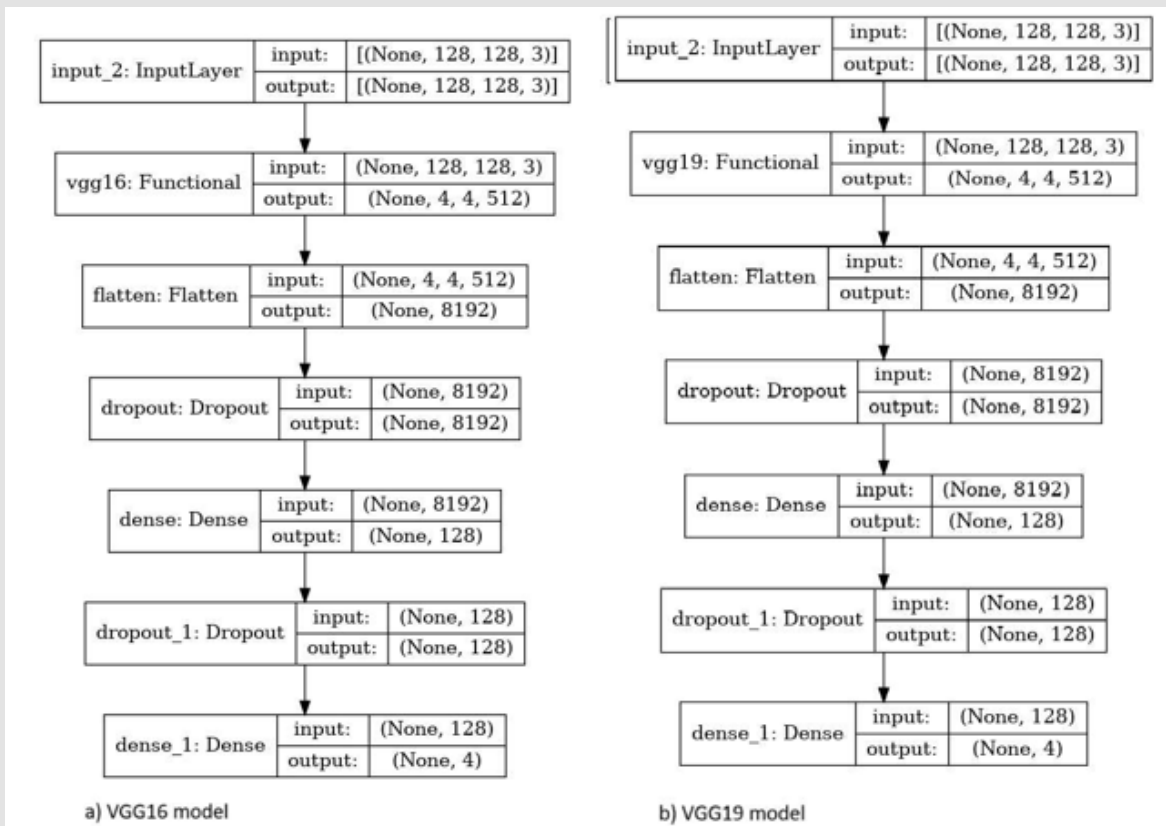 input_2: InputLayer
input: [(None, 128, 128, 3)]
output: [(None, 128, 128, 3)]
vgg16: Functional
input: (None, 128, 128, 3)
output: (None, 4, 4, 512)
flatten: Flatten
input: (None, 4, 4, 512)
output: (None, 8192)
dropout: Dropout
input: (None, 8192)
output: (None, 8192)
dense: Dense
input: (None, 8192)
output: (None, 128)
dropout_1: Dropout
input: (None, 128)
output: (None, 128)
dense_1: Dense
input: (None, 128)
output: (None, 4)
a) VGG16 model
input_2: InputLayer
input: [(None, 128, 128, 3)]
output: [(None, 128, 128, 3)]
vgg19: Functional
input: (None, 128, 128, 3)
output: (None, 4, 4, 512)
flatten: Flatten
input: (None, 4, 4, 512)
output: (None, 8192)
dropout: Dropout
input: (None, 8192)
output: (None, 8192)
dense: Dense
input: (None, 8192)
output: (None, 128)
dropout_1: Dropout
input: (None, 128)
output: (None, 128)
dense_1: Dense
input: (None, 128)
output: (None, 4)
b) VGG19 model